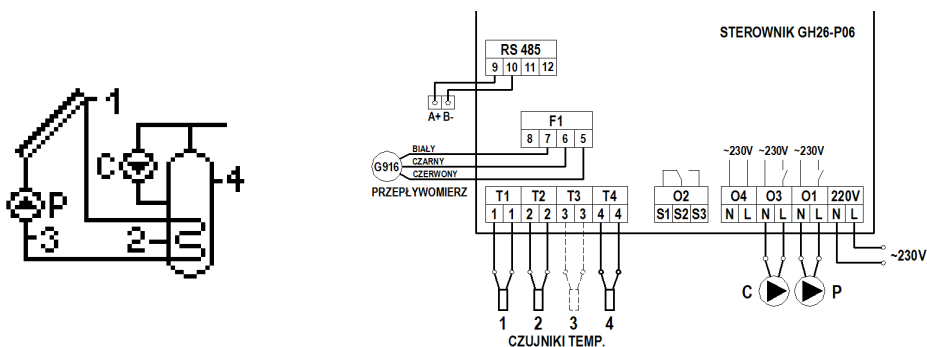 1
C
4
P
3
2
STEROWNIK GH26-P06
RS 485
9 10 11 12
A+ B-
F1
8 7 6 5
BIAŁY
G916
CZARNY
CZERWONY
PRZEPŁYWOMIERZ
~230V ~230V ~230V
T1 T2 T3 T4
O2
O4 O3 O1 220V
1 1 2 2 3 3 4 4
S1 S2 S3
N L N L N L N L
~230V
C P
1 2 3 4
CZUJNIKI TEMP.